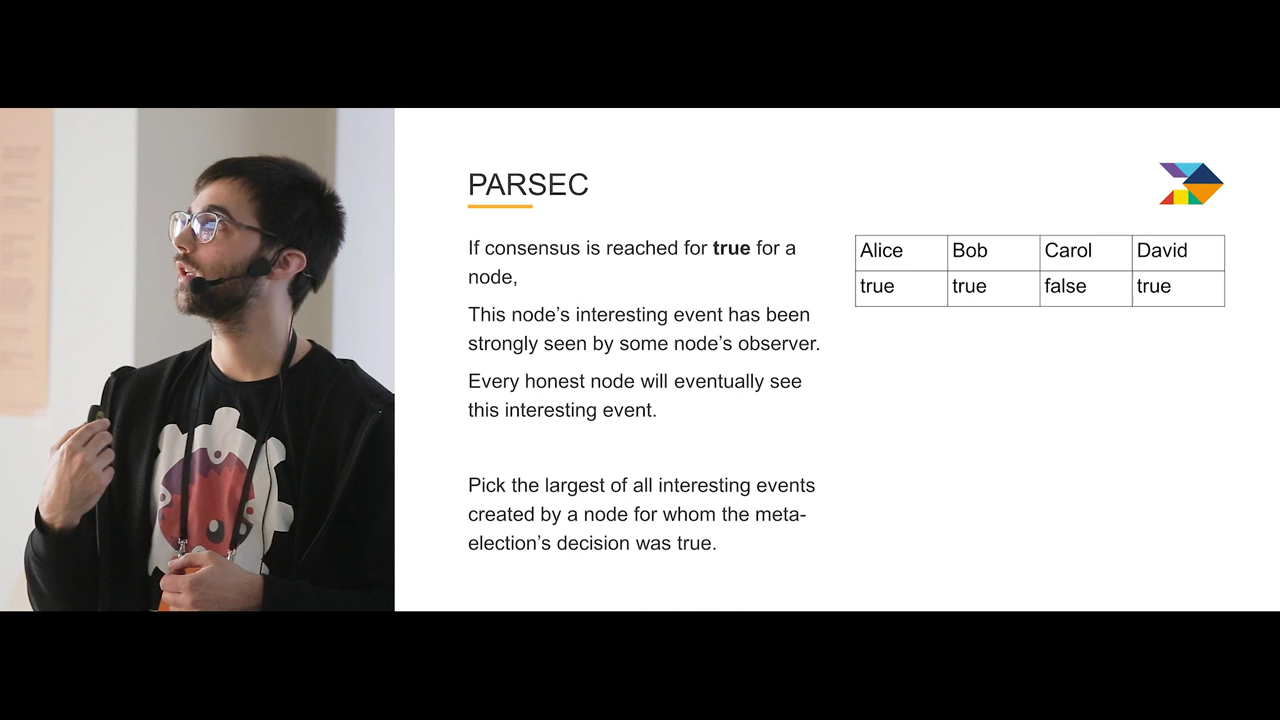 PARSEC
If consensus is reached for true for a
node,
This node’s interesting event has been
strongly seen by some node’s observer.
Every honest node will eventually see
this interesting event.
Pick the largest of all interesting events
created by a node for whom the meta-
election’s decision was true.
Alice Bob Carol David
true true false true